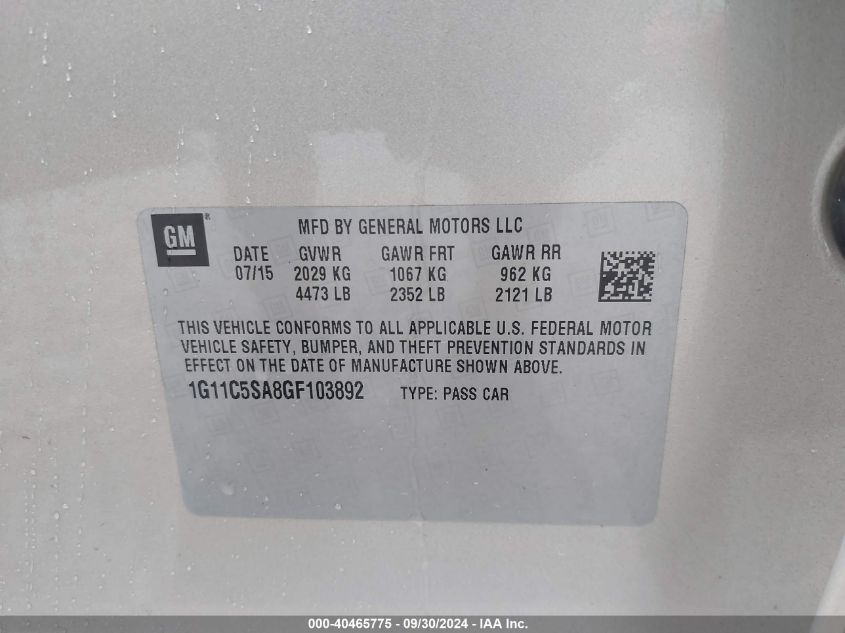 GM®
MFD BY GENERAL MOTORS LLC
DATE GVWR GAWR FRT GAWR RR
07/15 2029 KG 1067 KG 962 KG
4473 LB 2352 LB 2121 LB
THIS VEHICLE CONFORMS TO ALL APPLICABLE U.S. FEDERAL MOTOR
VEHICLE SAFETY, BUMPER, AND THEFT PREVENTION STANDARDS IN
EFFECT ON THE DATE OF MANUFACTURE SHOWN ABOVE.
1G11C5SA8GF103892 TYPE: PASS CAR
000-40465775 - 09/30/2024 - IAA Inc.